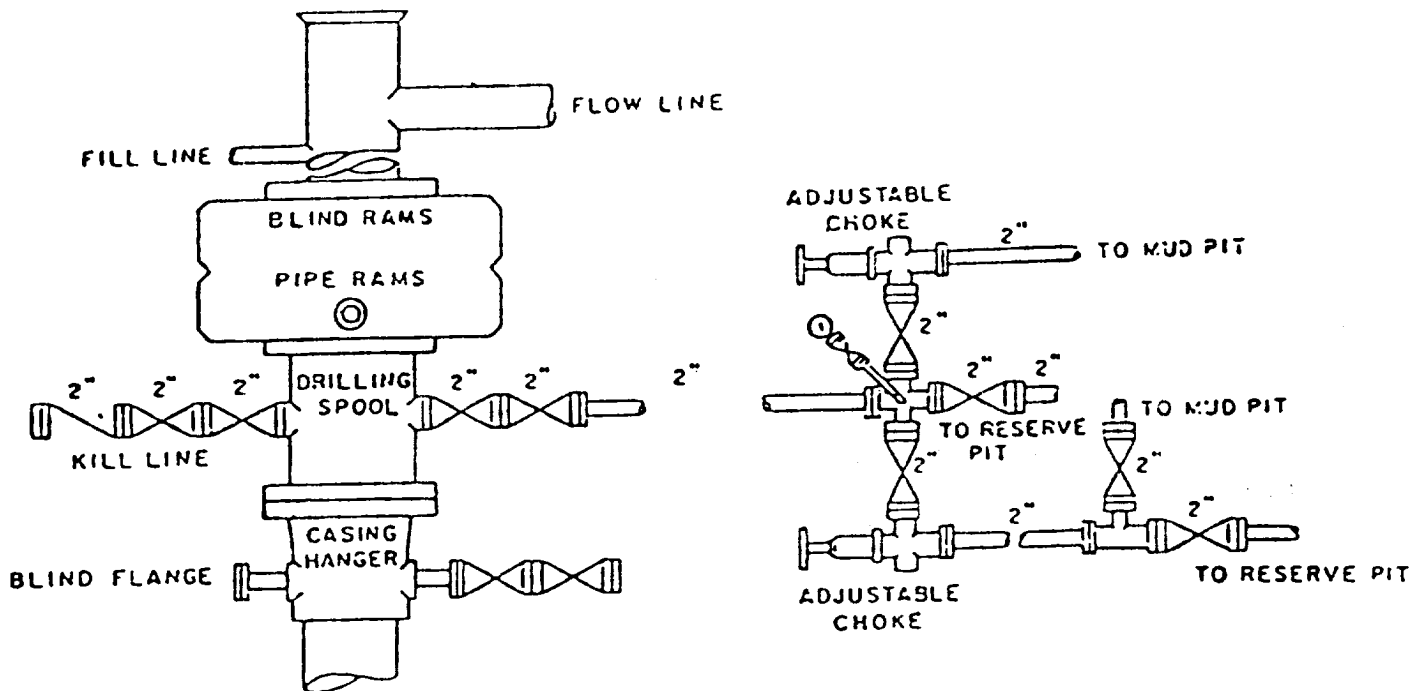 FLOW LINE
FILL LINE
BLIND RAMS
PIPE RAMS
2" 2" 2" DRILLING 2" 2" 2"
SPOOL
KILL LINE
CASING
HANGER
BLIND FLANGE
ADJUSTABLE
CHOKE
2" TO MUD PIT
2"
2" 2"
TO RESERVE
PIT
TO MUD PIT
2" 2"
2" 2"
TO RESERVE PIT
ADJUSTABLE
CHOKE